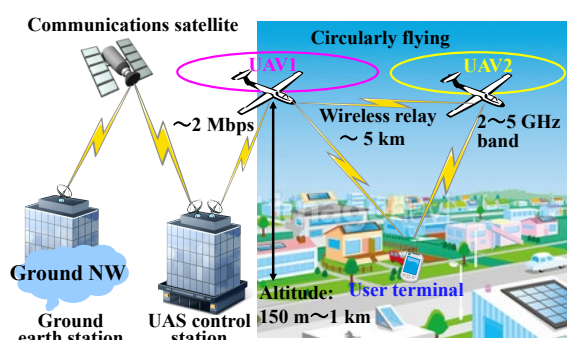 Communications satellite
Circularly flying
UAV1
UAV2
～2 Mbps
Wireless relay
～ 5 km
2～5 GHz
band
Ground NW
User terminal
Altitude:
150 m～1 km
Ground
earth station
UAS control
station